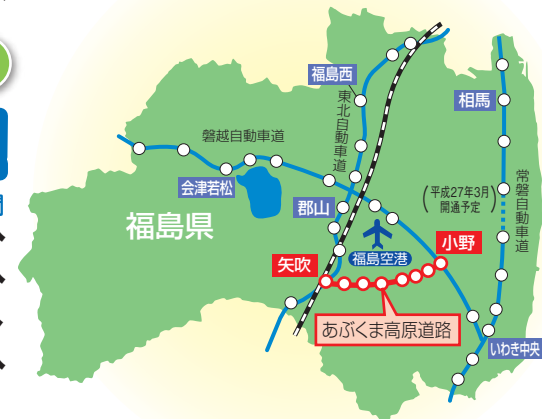 福島西
東北自動車道
相馬
磐越自動車道
会津若松
郡山
（平成27年3月
開通予定）
常磐自動車道
福島県
福島空港
小野
矢吹
あぶくま高原道路
いわき中央